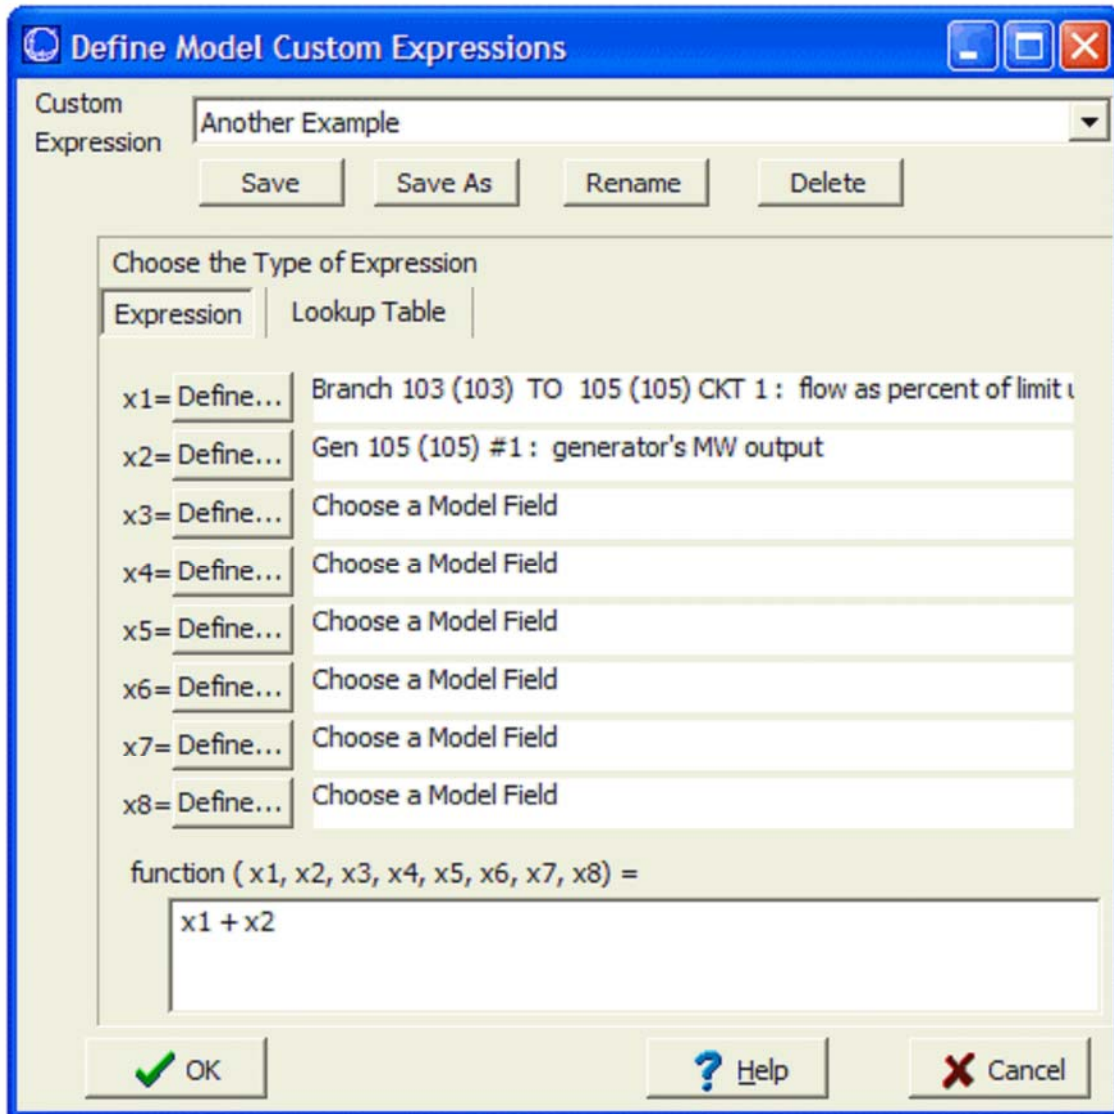 Define Model Custom Expressions
Custom Expression
Another Example
Save Save As Rename Delete
Choose the Type of Expression
Expression Lookup Table
x1= Define... Branch 103 (103) TO 105 (105) CKT 1 : flow as percent of limit
x2= Define... Gen 105 (105) #1 : generator's MW output
x3= Define... Choose a Model Field
x4= Define... Choose a Model Field
x5= Define... Choose a Model Field
x6= Define... Choose a Model Field
x7= Define... Choose a Model Field
x8= Define... Choose a Model Field
function ( x1, x2, x3, x4, x5, x6, x7, x8) =
x1 + x2
OK Help Cancel